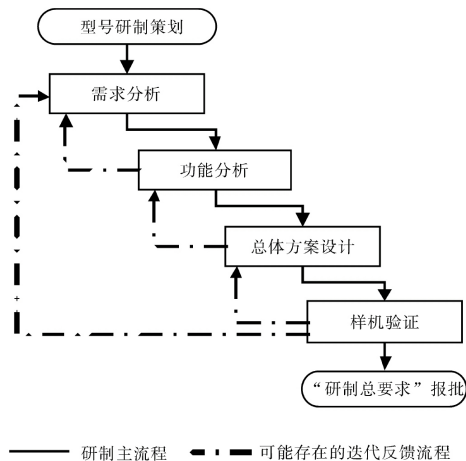 型号研制策划
需求分析
功能分析
总体方案设计
样机验证
“研制总要求”报批
研制主流程
可能存在的迭代反馈流程